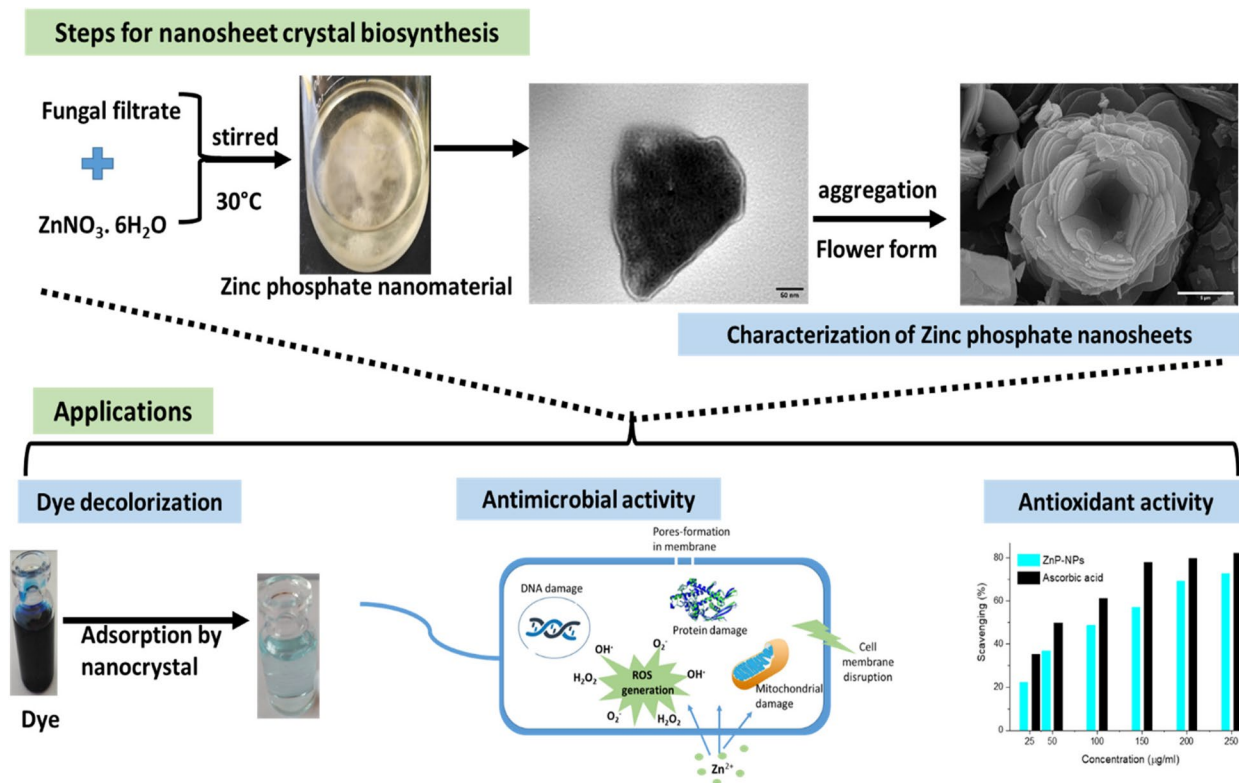 Steps for nanosheet crystal biosynthesis
Fungal filtrate
ZnNO₃. 6H₂O
stirred
30°C
Zinc phosphate nanomaterial
50 nm
aggregation
Flower form
Characterization of Zinc phosphate nanosheets
Applications
Dye decolorization
Dye
Adsorption by
nanocrystal
Antimicrobial activity
Pores-formation
in membrane
DNA damage
Protein damage
Cell
membrane
disruption
OH·
O₂⁻
H₂O₂
ROS
generation
OH·
Mitochondrial
damage
O₂⁻
H₂O₂
Zn²⁺
Antioxidant activity
ZnP-NPs
Ascorbic acid
Scavenging (%)
80
60
40
20
0
25 50 100 150 200 250
Concentration (µg/ml)